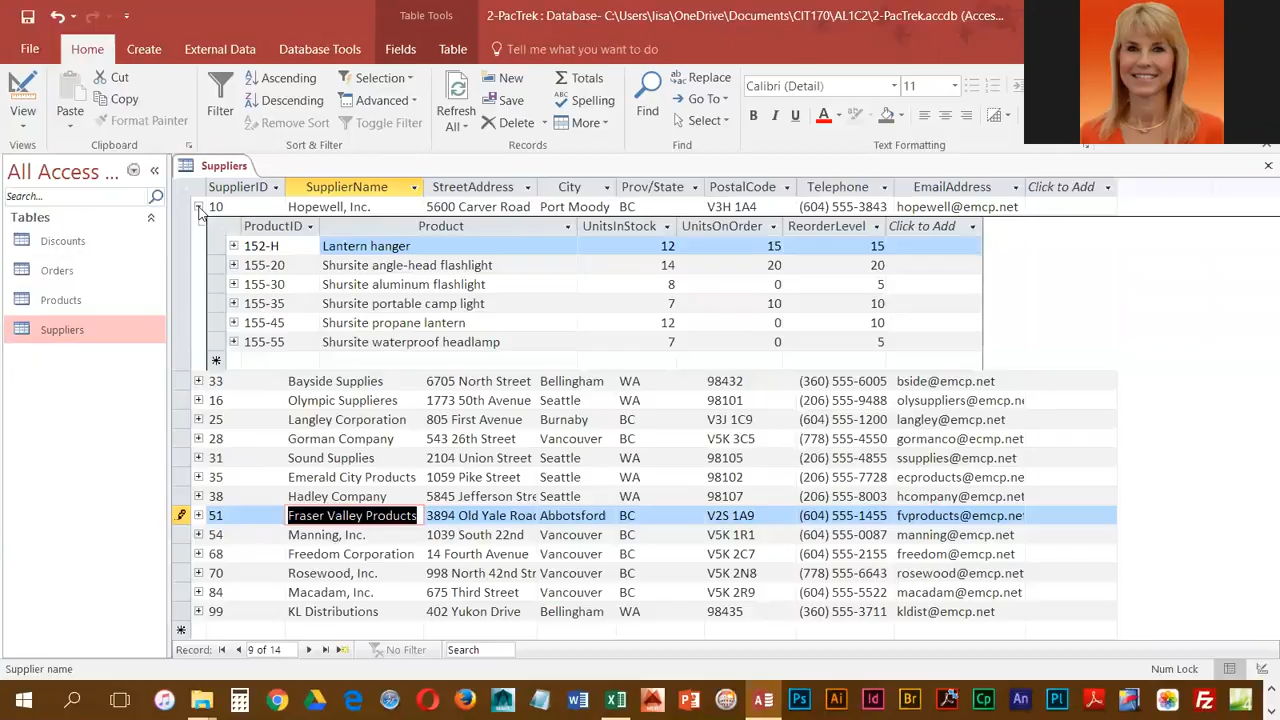 Table Tools
2-PacTrek : Database- C:\Users\lisa\OneDrive\Documents\CIT170\AL1C2\2-PacTrek.accdb (Acces...
File Home Create External Data Database Tools Fields Table Tell me what you want to do
View Paste Cut Copy Format Painter
Filter Ascending Descending Remove Sort Selection Advanced Toggle Filter
Refresh All New Save Delete Totals Spelling More
Find Replace Go To Select
Calibri (Detail) 11
B I U A
Views Clipboard Sort & Filter Records Find Text Formatting
All Access ...
Search...
Tables
Discounts
Orders
Products
Suppliers
Suppliers
SupplierID SupplierName StreetAddress City Prov/State PostalCode Telephone EmailAddress Click to Add
10 Hopewell, Inc. 5600 Carver Road Port Moody BC V3H 1A4 (604) 555-3843 hopewell@emcp.net
ProductID Product UnitsInStock UnitsOnOrder ReorderLevel Click to Add
152-H Lantern hanger 12 15 15
155-20 Shursite angle-head flashlight 14 20 20
155-30 Shursite aluminum flashlight 8 0 5
155-35 Shursite portable camp light 7 10 10
155-45 Shursite propane lantern 12 0 10
155-55 Shursite waterproof headlamp 7 0 5
33 Bayside Supplies 6705 North Street Bellingham WA 98432 (360) 555-6005 bside@emcp.net
16 Olympic Supplieres 1773 50th Avenue Seattle WA 98101 (206) 555-9488 olysuppliers@emcp.ne
25 Langley Corporation 805 First Avenue Burnaby BC V3J 1C9 (604) 555-1200 langley@emcp.net
28 Gorman Company 543 26th Street Vancouver BC V5K 3C5 (778) 555-4550 gormanco@ecmp.net
31 Sound Supplies 2104 Union Street Seattle WA 98105 (206) 555-4855 ssupplies@emcp.net
35 Emerald City Products 1059 Pike Street Seattle WA 98102 (206) 555-7728 ecproducts@emcp.net
38 Hadley Company 5845 Jefferson Stre Seattle WA 98107 (206) 555-8003 hcompany@emcp.net
51 Fraser Valley Products 3894 Old Yale Road Abbotsford BC V2S 1A9 (604) 555-1455 fvproducts@emcp.net
54 Manning, Inc. 1039 South 22nd Vancouver BC V5K 1R1 (604) 555-0087 manning@emcp.net
68 Freedom Corporation 14 Fourth Avenue Vancouver BC V5K 2C7 (604) 555-2155 freedom@emcp.net
70 Rosewood, Inc. 998 North 42nd Str Vancouver BC V5K 2N8 (778) 555-6643 rosewood@emcp.net
84 Macadam, Inc. 675 Third Street Vancouver BC V5K 2R9 (604) 555-5522 macadam@emcp.net
99 KL Distributions 402 Yukon Drive Bellingham WA 98435 (360) 555-3711 kldist@emcp.net
Record: 9 of 14 No Filter Search
Supplier name Num Lock
Ps Ai Id Br Cp An Pl Fz